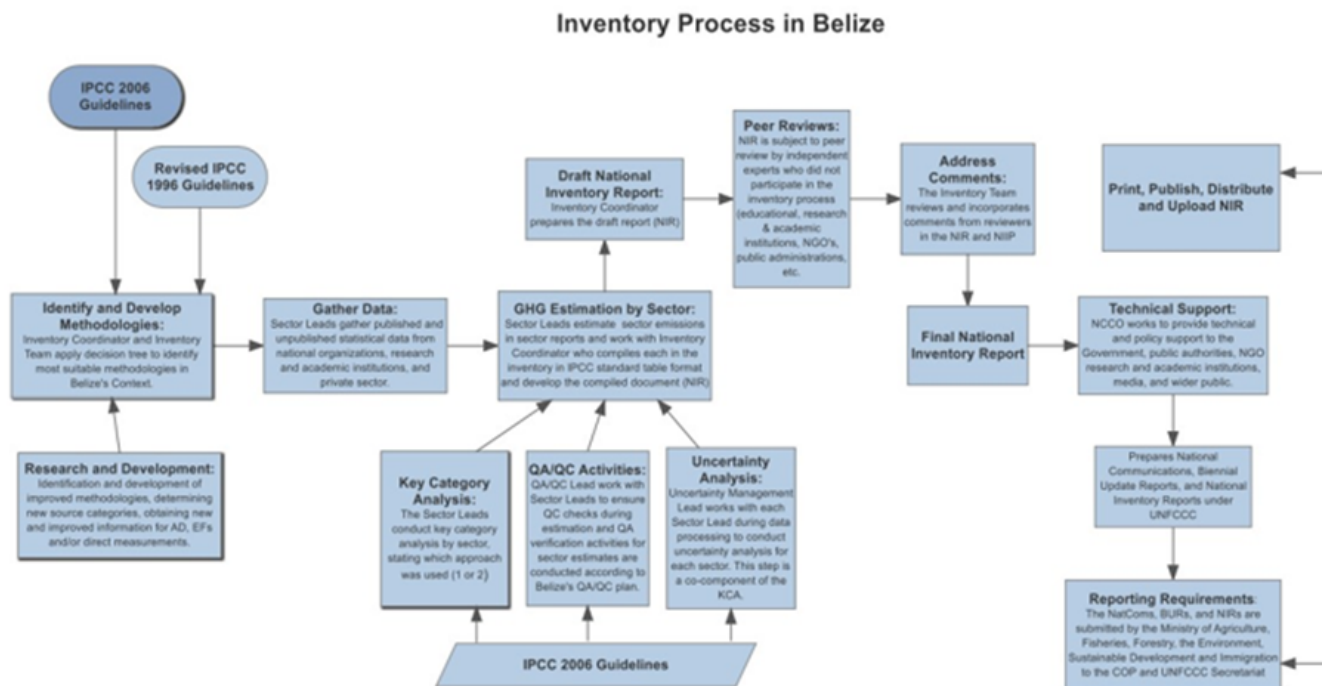 Inventory Process in Belize
IPCC 2006
Guidelines
Revised IPCC
1996 Guidelines
Identify and Develop
Methodologies:
Inventory Coordinator and Inventory
Team apply decision tree to identify
most suitable methodologies in
Belize's Context.
Research and Development:
Identification and development of
improved methodologies, determining
new source categories, obtaining new
and improved information for AD, EFs
and/or direct measurements.
Gather Data:
Sector Leads gather published and
unpublished statistical data from
national organizations, research
and academic institutions, and
private sector.
GHG Estimation by Sector:
Sector Leads estimate sector emissions
in sector reports and work with Inventory
Coordinator who compiles each in the
inventory in IPCC standard table format
and develop the compiled document (NIR)
Key Category
Analysis:
The Sector Leads
conduct key category
analysis by sector,
stating which approach
was used (1 or 2)
QA/QC Activities:
QA/QC Lead work with
Sector Leads to ensure
QC checks during
estimation and QA
verification activities for
sector estimates are
conducted according to
Belize's QA/QC plan.
Uncertainty
Analysis:
Uncertainty Management
Lead works with each
Sector Lead during data
processing to conduct
uncertainty analysis for
each sector. This step is
a co-component of the
KCA.
IPCC 2006 Guidelines
Draft National
Inventory Report:
Inventory Coordinator
prepares the draft report (NIR)
Peer Reviews:
NIR is subject to peer
review by independent
experts who did not
participate in the
inventory process
(educational, research
& academic
institutions, NGO's,
public administrations,
etc.
Address
Comments:
The Inventory Team
reviews and incorporates
comments from reviewers
in the NIR and NIIP
Final National
Inventory Report
Technical Support:
NCCO works to provide technical
and policy support to the
Government, public authorities, NGO
research and academic institutions,
media, and wider public.
Prepares National
Communications, Biennial
Update Reports, and National
Inventory Reports under
UNFCCC
Reporting Requirements:
The NatComs, BURs, and NIRs are
submitted by the Ministry of Agriculture,
Fisheries, Forestry, the Environment,
Sustainable Development and Immigration
to the COP and UNFCCC Secretariat
Print, Publish, Distribute
and Upload NIR